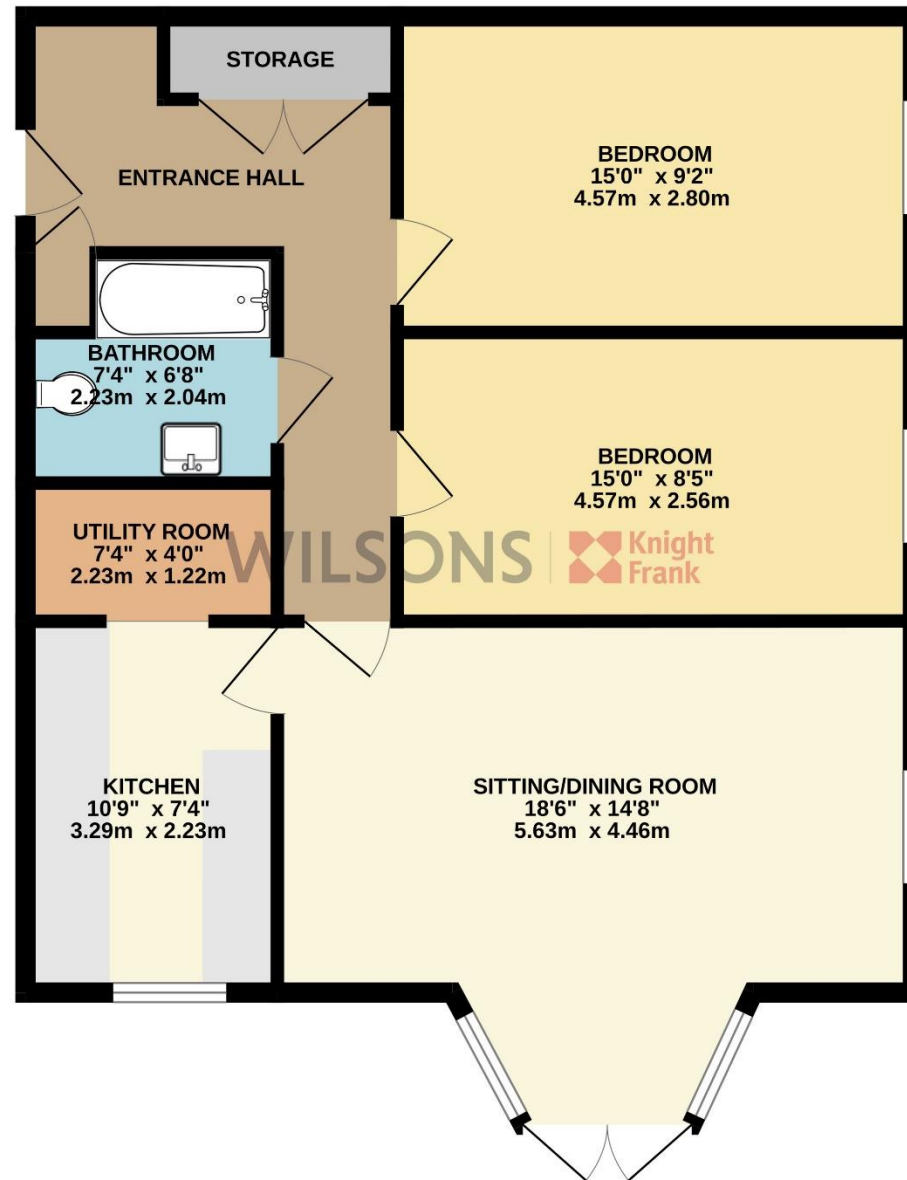 STORAGE
ENTRANCE HALL
BEDROOM
15'0" x 9'2"
4.57m x 2.80m
BATHROOM
7'4" x 6'8"
2.23m x 2.04m
BEDROOM
15'0" x 8'5"
4.57m x 2.56m
UTILITY ROOM
7'4" x 4'0"
2.23m x 1.22m
WILSONS
Knight
Frank
KITCHEN
10'9" x 7'4"
3.29m x 2.23m
SITTING/DINING ROOM
18'6" x 14'8"
5.63m x 4.46m